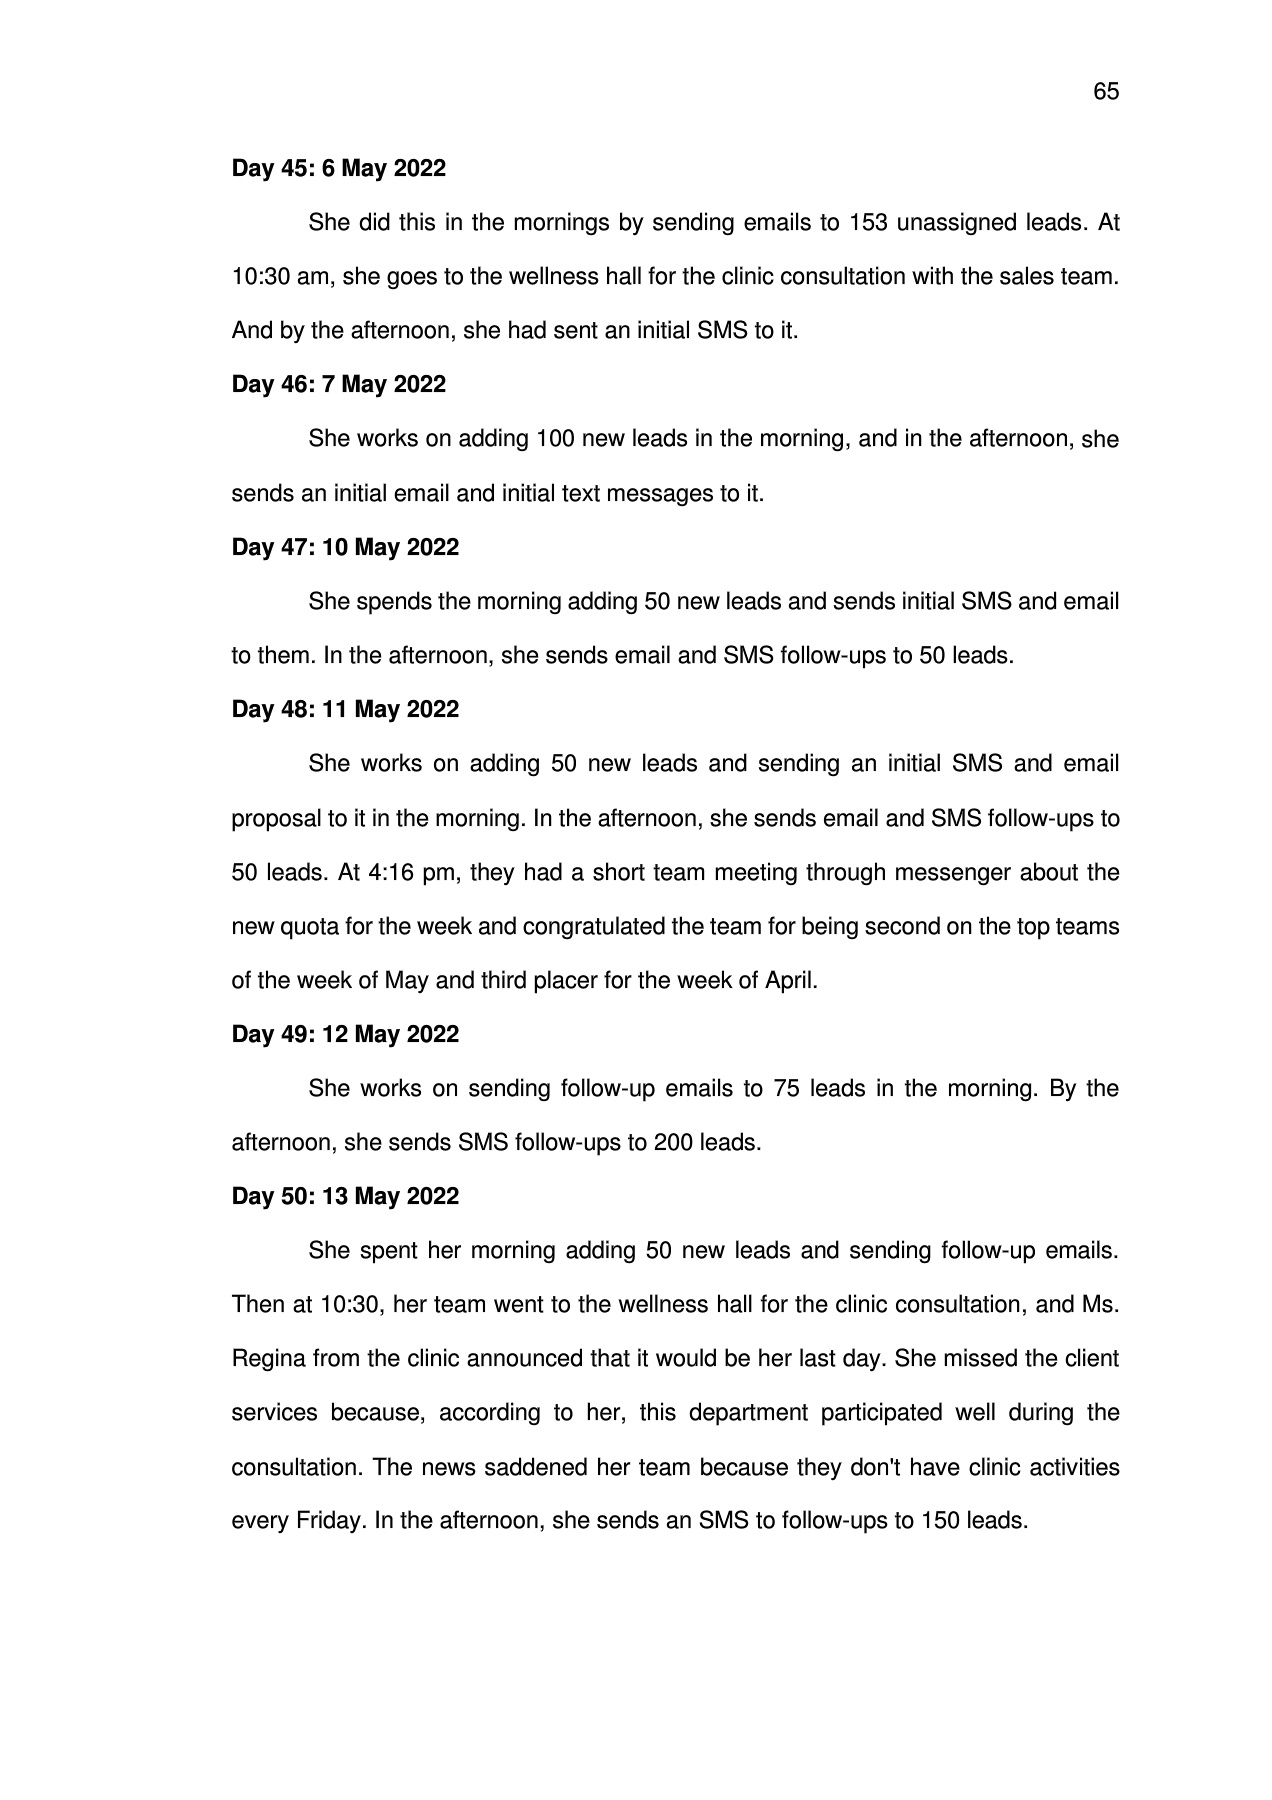 65
Day 45: 6 May 2022
She did this in the mornings by sending emails to 153 unassigned leads. At
10:30 am, she goes to the wellness hall for the clinic consultation with the sales team.
And by the afternoon, she had sent an initial SMS to it.
Day 46: 7 May 2022
She works on adding 100 new leads in the morning, and in the afternoon, she
sends an initial email and initial text messages to it.
Day 47: 10 May 2022
She spends the morning adding 50 new leads and sends initial SMS and email
to them. In the afternoon, she sends email and SMS follow-ups to 50 leads.
Day 48: 11 May 2022
She works on adding 50 new leads and sending an initial SMS and email
proposal to it in the morning. In the afternoon, she sends email and SMS follow-ups to
50 leads. At 4:16 pm, they had a short team meeting through messenger about the
new quota for the week and congratulated the team for being second on the top teams
of the week of May and third placer for the week of April.
Day 49: 12 May 2022
She works on sending follow-up emails to 75 leads in the morning. By the
afternoon, she sends SMS follow-ups to 200 leads.
Day 50: 13 May 2022
She spent her morning adding 50 new leads and sending follow-up emails.
Then at 10:30, her team went to the wellness hall for the clinic consultation, and Ms.
Regina from the clinic announced that it would be her last day. She missed the client
services because, according to her, this department participated well during the
consultation. The news saddened her team because they don't have clinic activities
every Friday. In the afternoon, she sends an SMS to follow-ups to 150 leads.